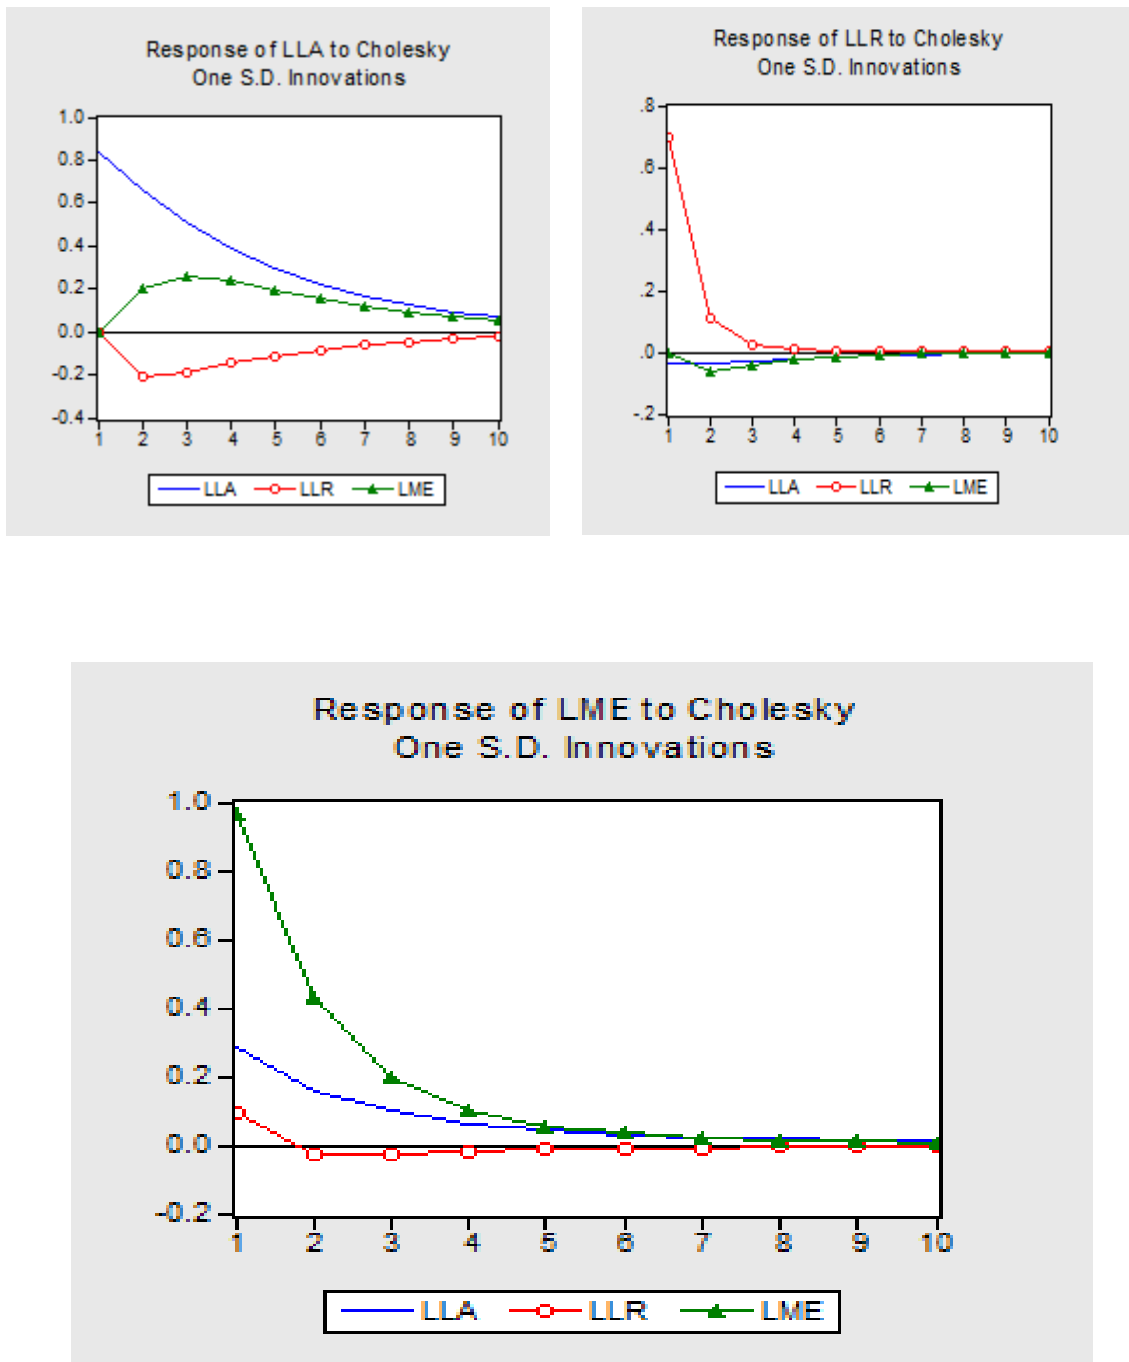 Response of LLA to Cholesky
One S.D. Innovations
1.0
0.8
0.6
0.4
0.2
0.0
-0.2
-0.4
1 2 3 4 5 6 7 8 9 10
LLA LLR LME
Response of LLR to Cholesky
One S.D. Innovations
.8
.6
.4
.2
.0
-.2
1 2 3 4 5 6 7 8 9 10
LLA LLR LME
Response of LME to Cholesky
One S.D. Innovations
1.0
0.8
0.6
0.4
0.2
0.0
-0.2
1 2 3 4 5 6 7 8 9 10
LLA LLR LME